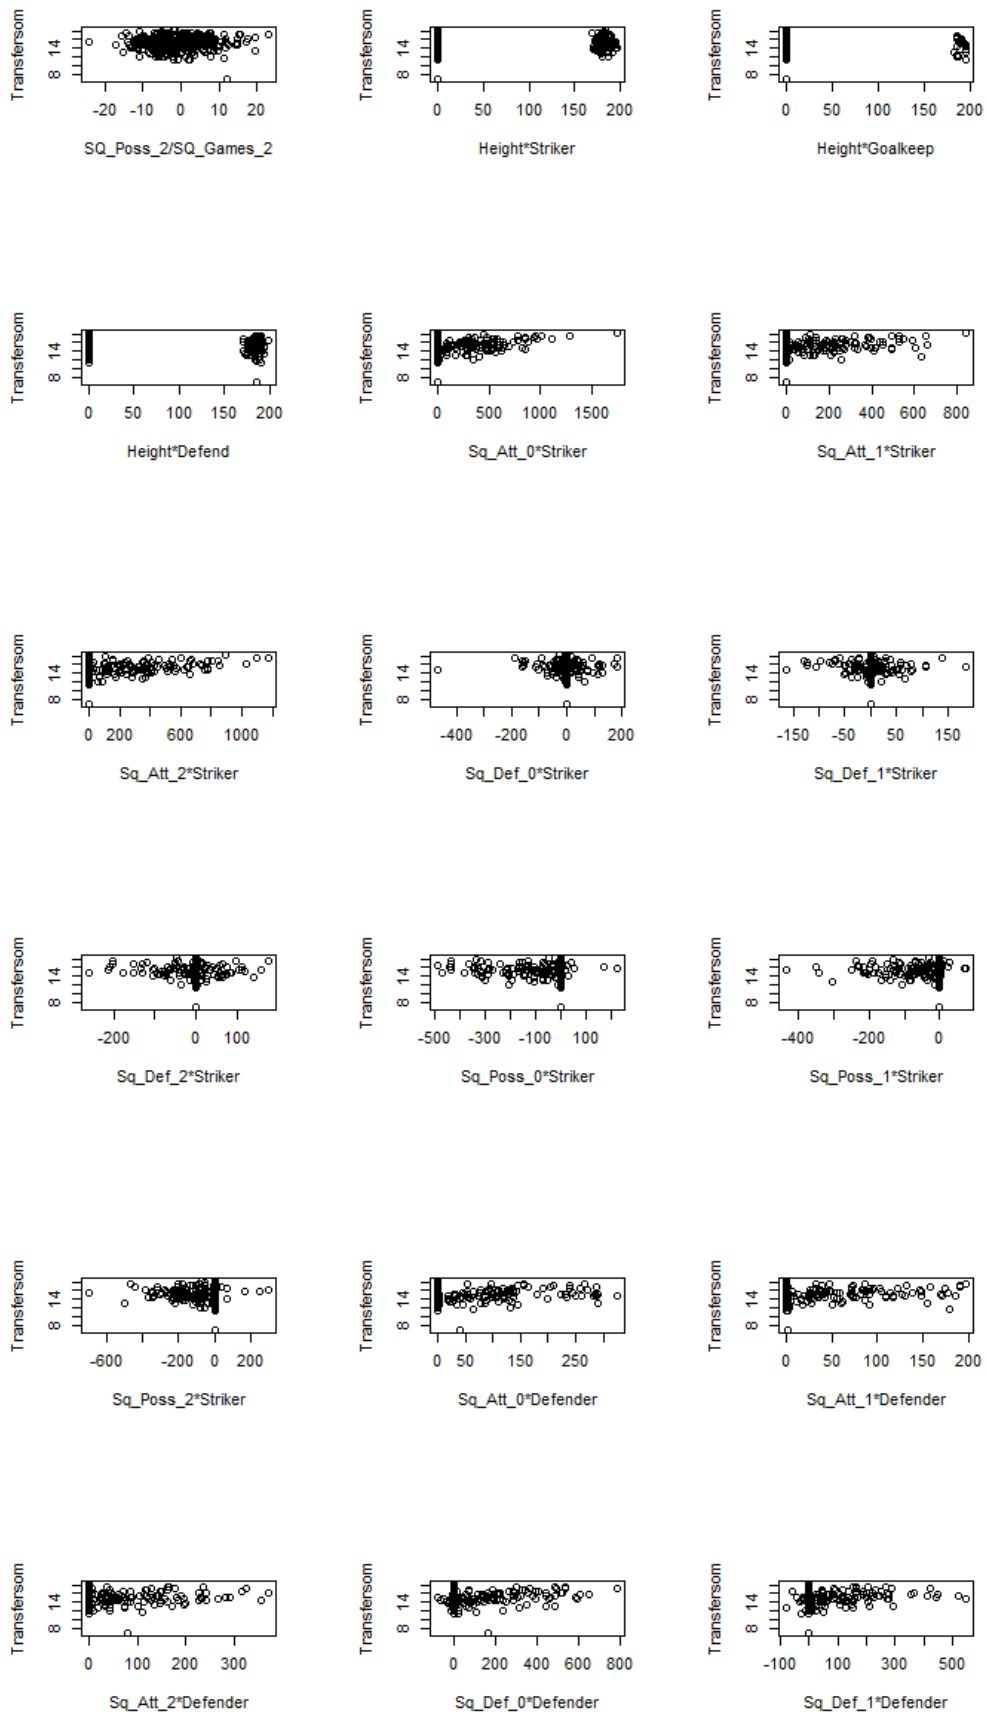 Transfersom Transfersom Transfersom
8 14 8 14 8 14
-20 -10 0 10 20 0 50 100 150 200 0 50 100 150 200
SQ_Poss_2/SQ_Games_2 Height*Striker Height*Goalkeep
Transfersom Transfersom Transfersom
8 14 8 14 8 14
0 50 100 150 200 0 500 1000 1500 0 200 400 600 800
Height*Defend Sq_Att_0*Striker Sq_Att_1*Striker
Transfersom Transfersom Transfersom
8 14 8 14 8 14
0 200 600 1000 -400 -200 0 200 -150 -50 50 150
Sq_Att_2*Striker Sq_Def_0*Striker Sq_Def_1*Striker
Transfersom Transfersom Transfersom
8 14 8 14 8 14
-200 0 100 -500 -300 -100 100 -400 -200 0
Sq_Def_2*Striker Sq_Poss_0*Striker Sq_Poss_1*Striker
Transfersom Transfersom Transfersom
8 14 8 14 8 14
-600 -200 0 200 0 50 150 250 0 50 100 150 200
Sq_Poss_2*Striker Sq_Att_0*Defender Sq_Att_1*Defender
Transfersom Transfersom Transfersom
8 14 8 14 8 14
0 100 200 300 0 200 400 600 800 -100 100 300 500
Sq_Att_2*Defender Sq_Def_0*Defender Sq_Def_1*Defender